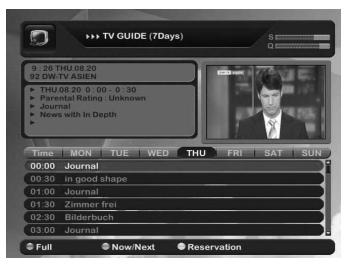 ▸▸▸ TV GUIDE (7Days)
S
Q
9 : 26 THU.08.20
92 DW-TV ASIEN
► THU.08.20 0 : 00 - 0 : 30
► Parental Rating : Unknown
► Journal
► News with In Depth
►
Time MON TUE WED THU FRI SAT SUN
00:00 Journal
00:30 in good shape
01:00 Journal
01:30 Zimmer frei
02:30 Bilderbuch
03:00 Journal
Full Now/Next Reservation